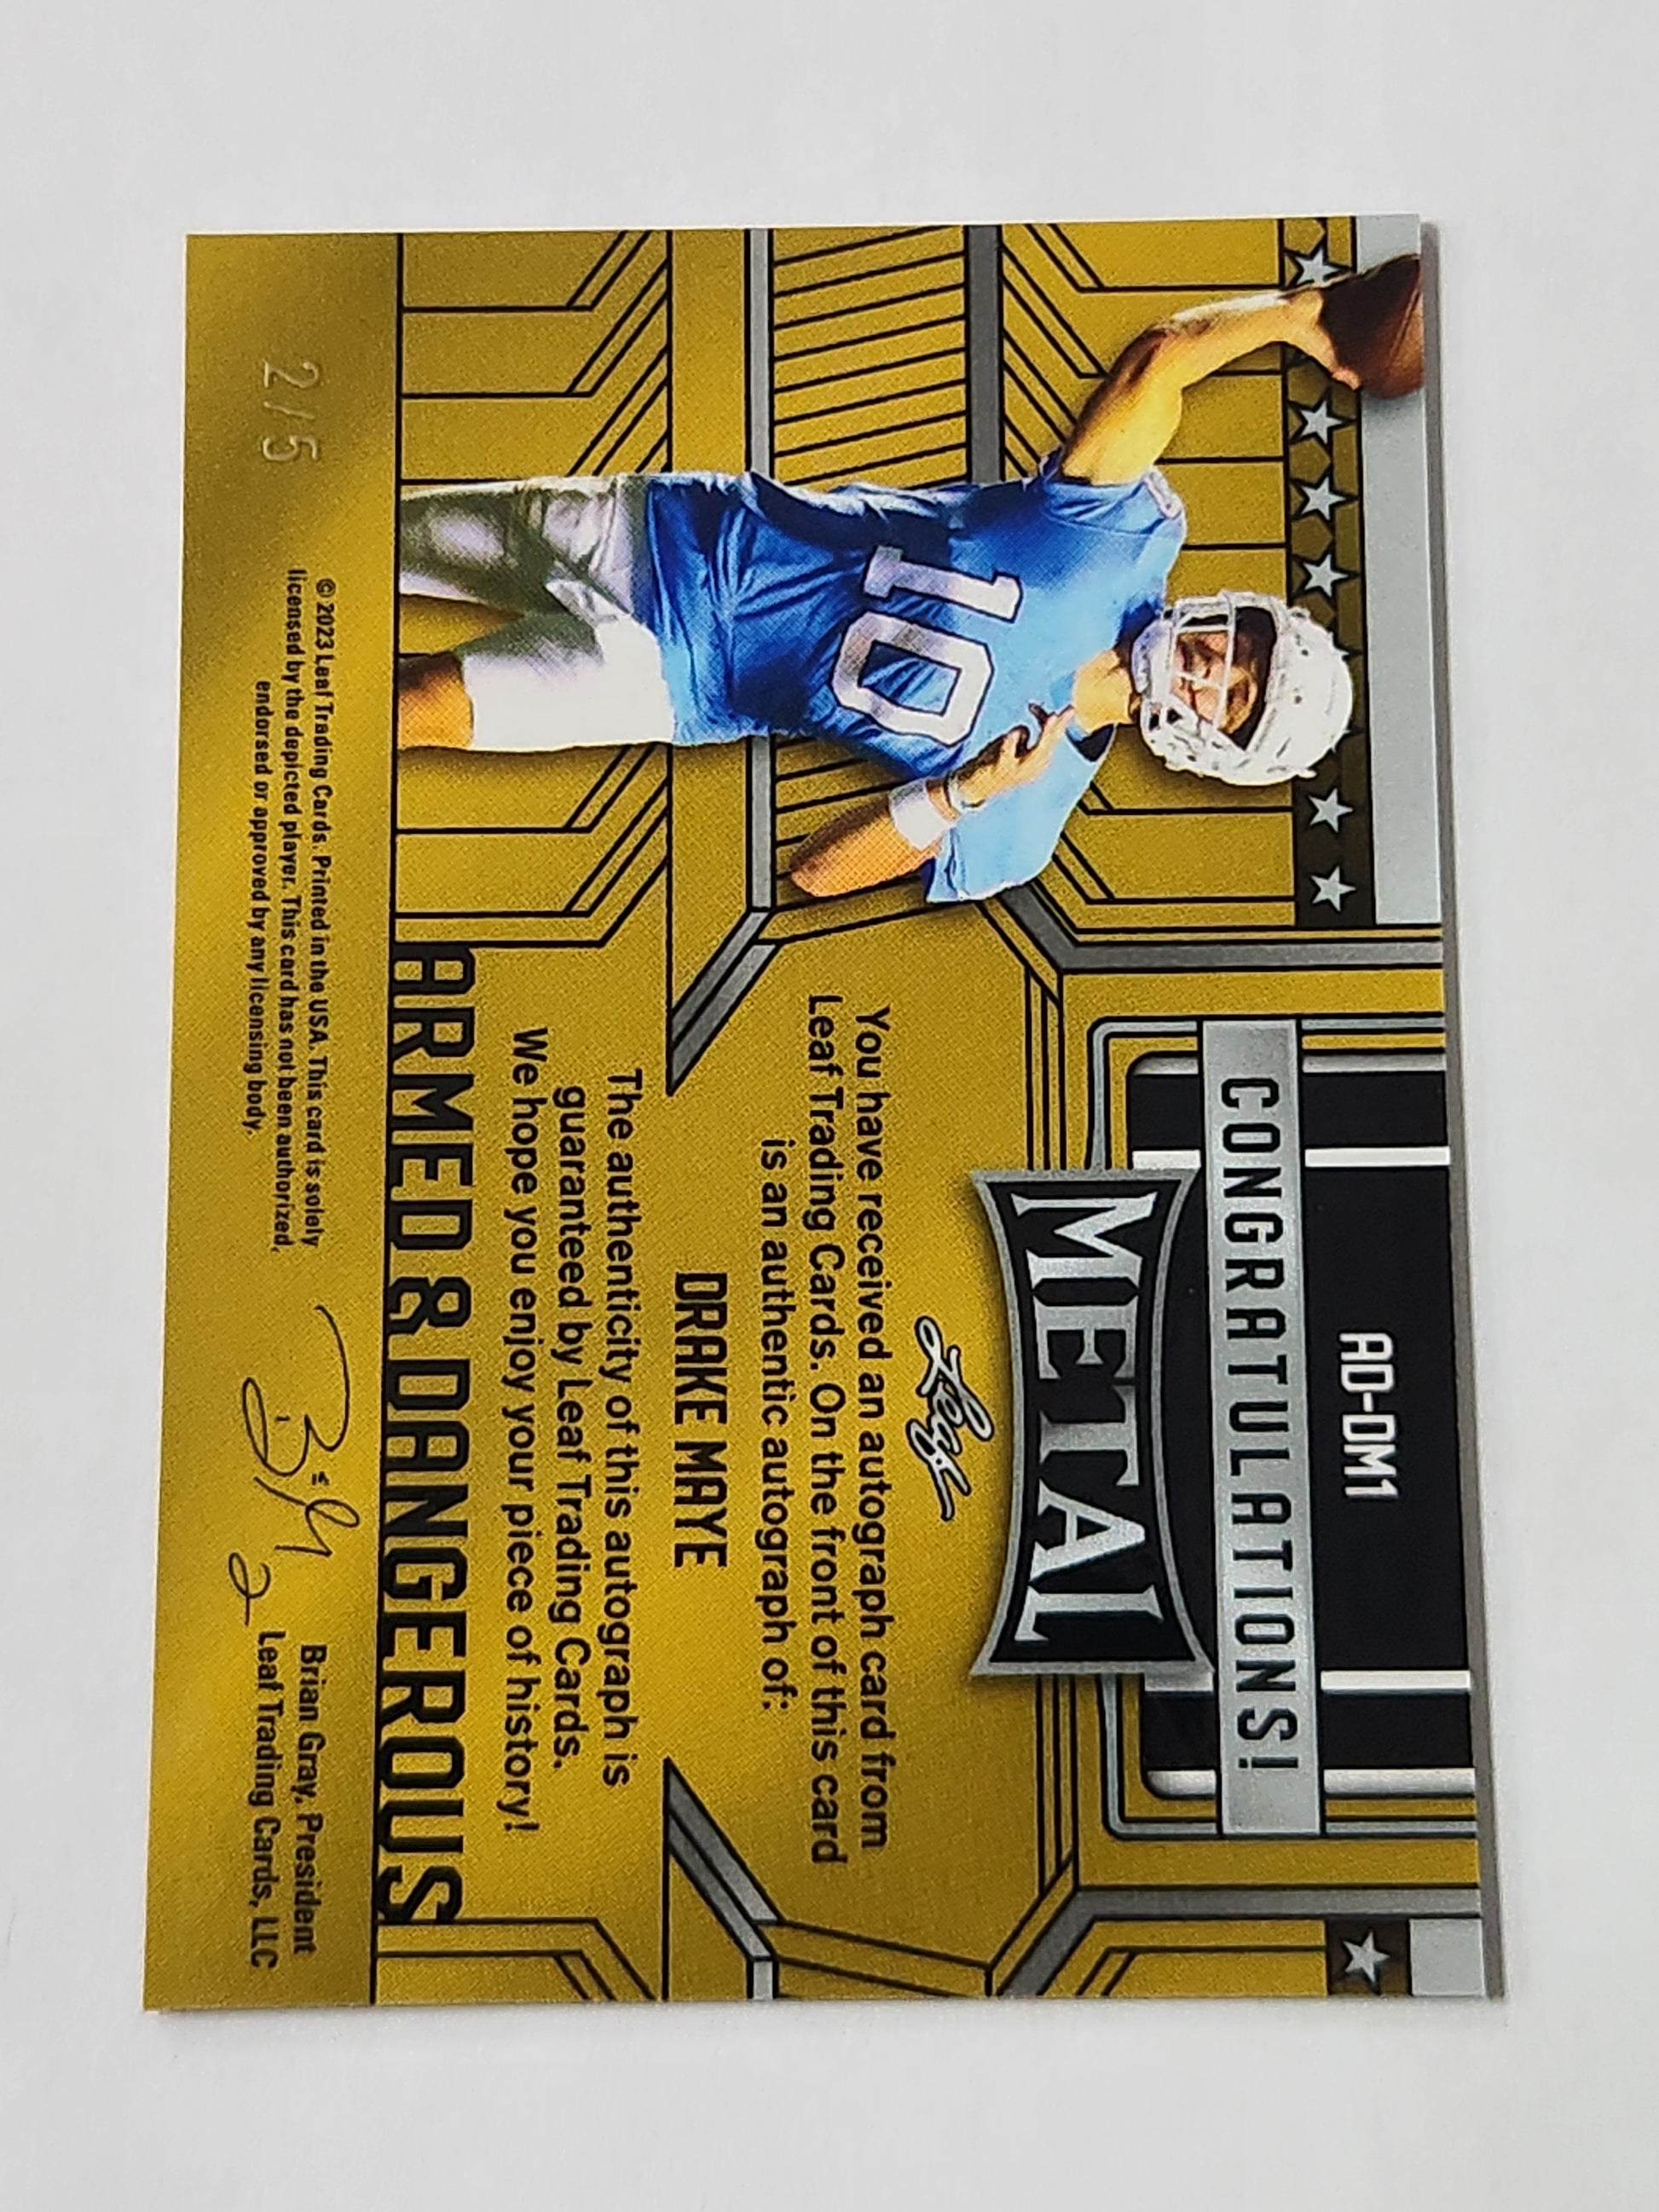 AD-DM1
CONGRATULATIONS!
METAL
Leaf
You have received an autograph card from
Leaf Trading Cards. On the front of this card
is an authentic autograph of:
DRAKE MAYE
The authenticity of this autograph is
guaranteed by Leaf Trading Cards.
We hope you enjoy your piece of history!
10
ARMED & DANGEROUS
2/5
© 2023 Leaf Trading Cards. Printed in the USA. This card is solely
licensed by the depicted player. This card has not been authorized,
endorsed or approved by any licensing body.
Brian Gray, President
Leaf Trading Cards, LLC